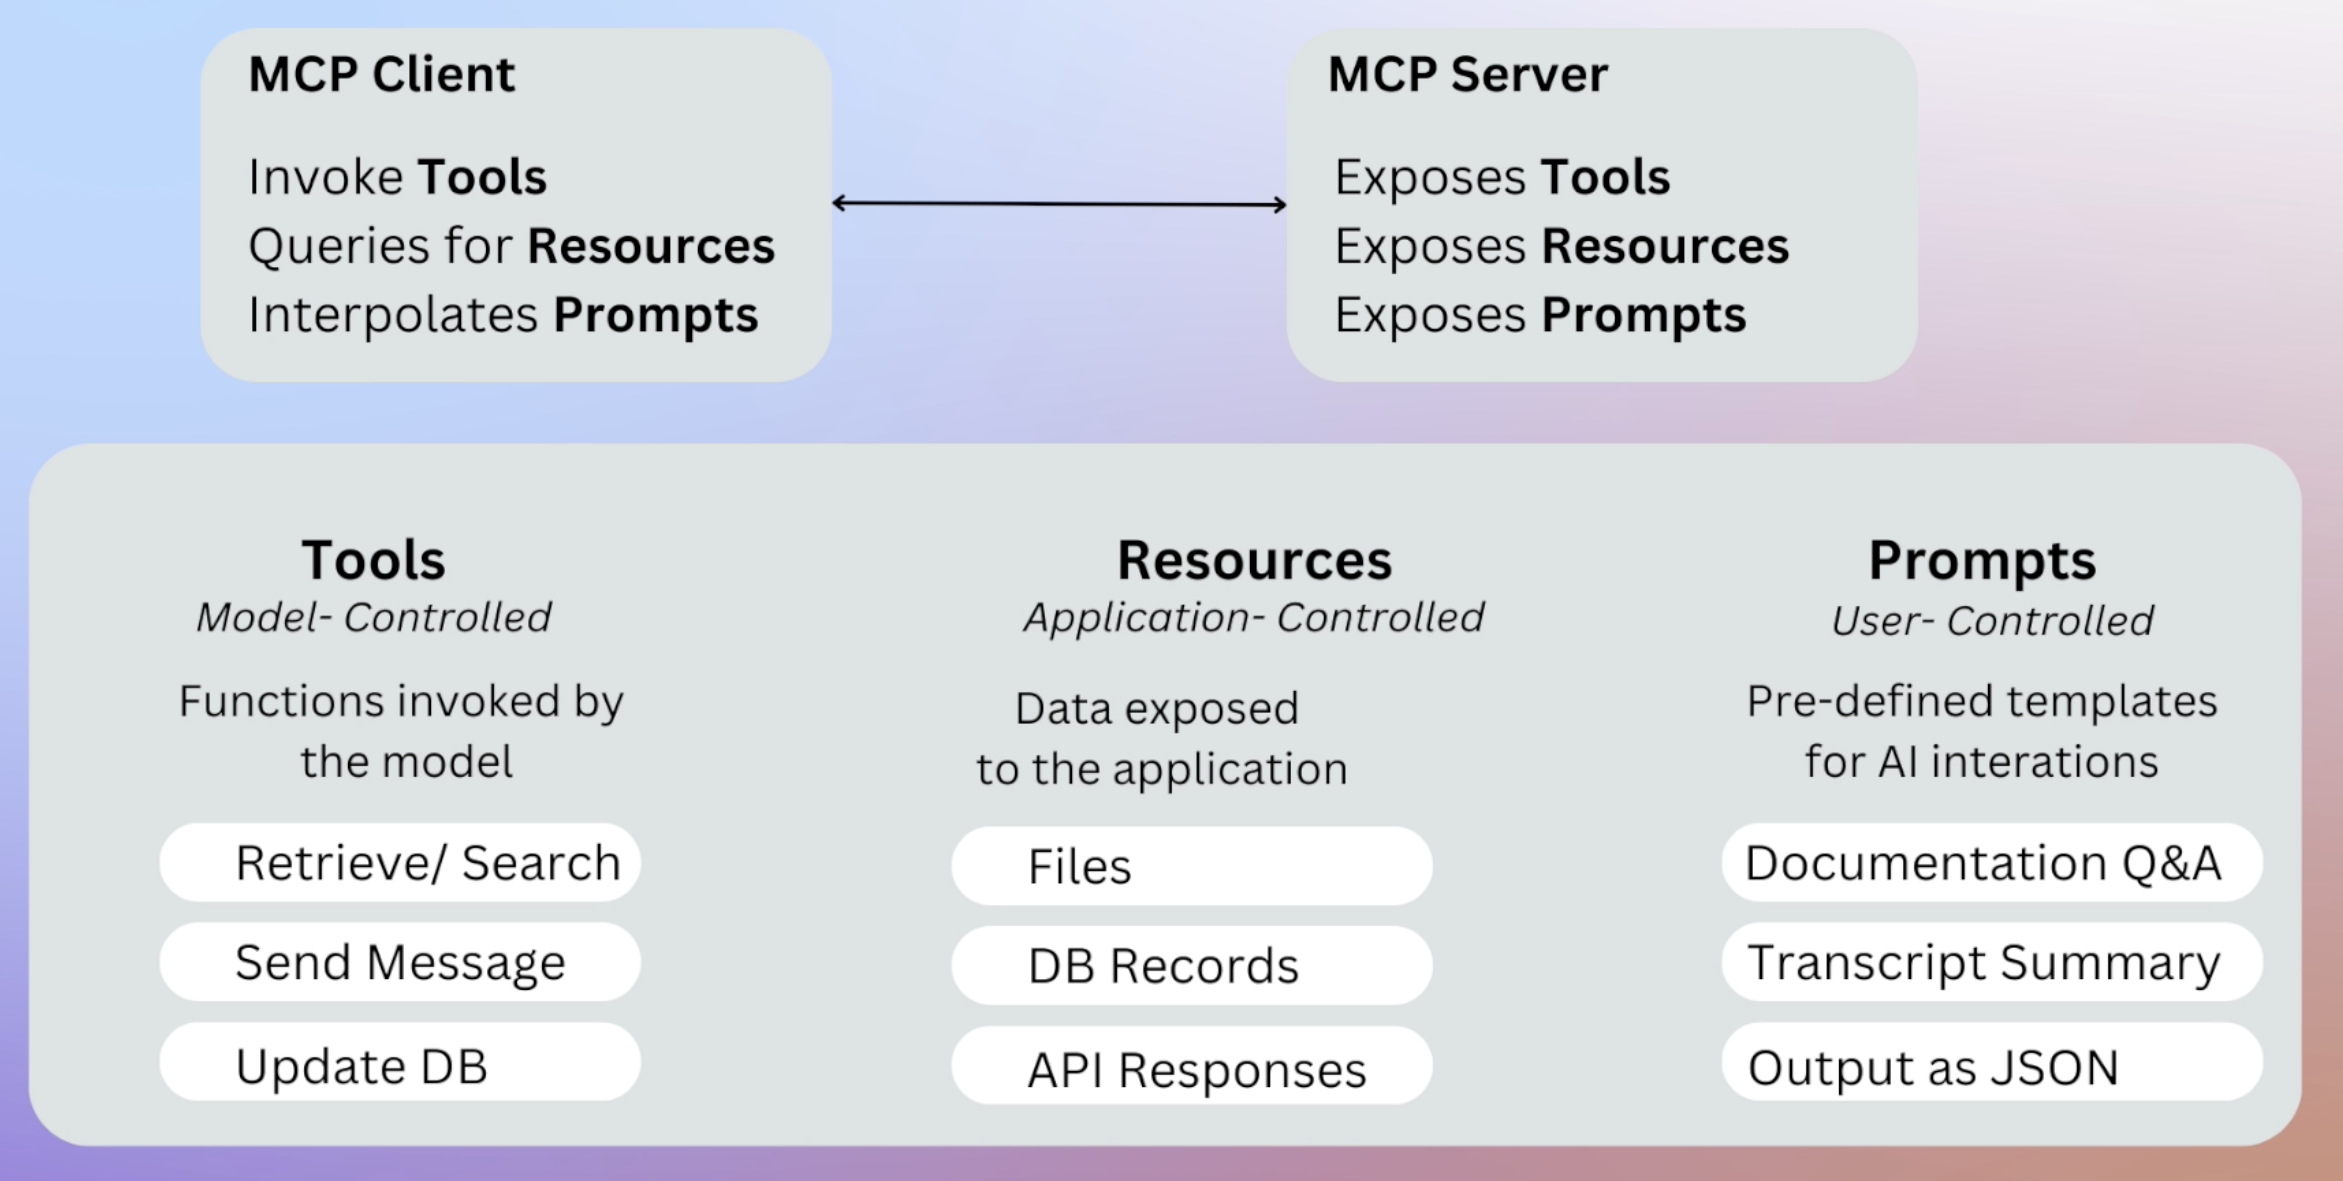 MCP Client
Invoke Tools
Queries for Resources
Interpolates Prompts
MCP Server
Exposes Tools
Exposes Resources
Exposes Prompts
Tools
Model- Controlled
Functions invoked by
the model
Retrieve/ Search
Send Message
Update DB
Resources
Application- Controlled
Data exposed
to the application
Files
DB Records
API Responses
Prompts
User- Controlled
Pre-defined templates
for AI interations
Documentation Q&A
Transcript Summary
Output as JSON